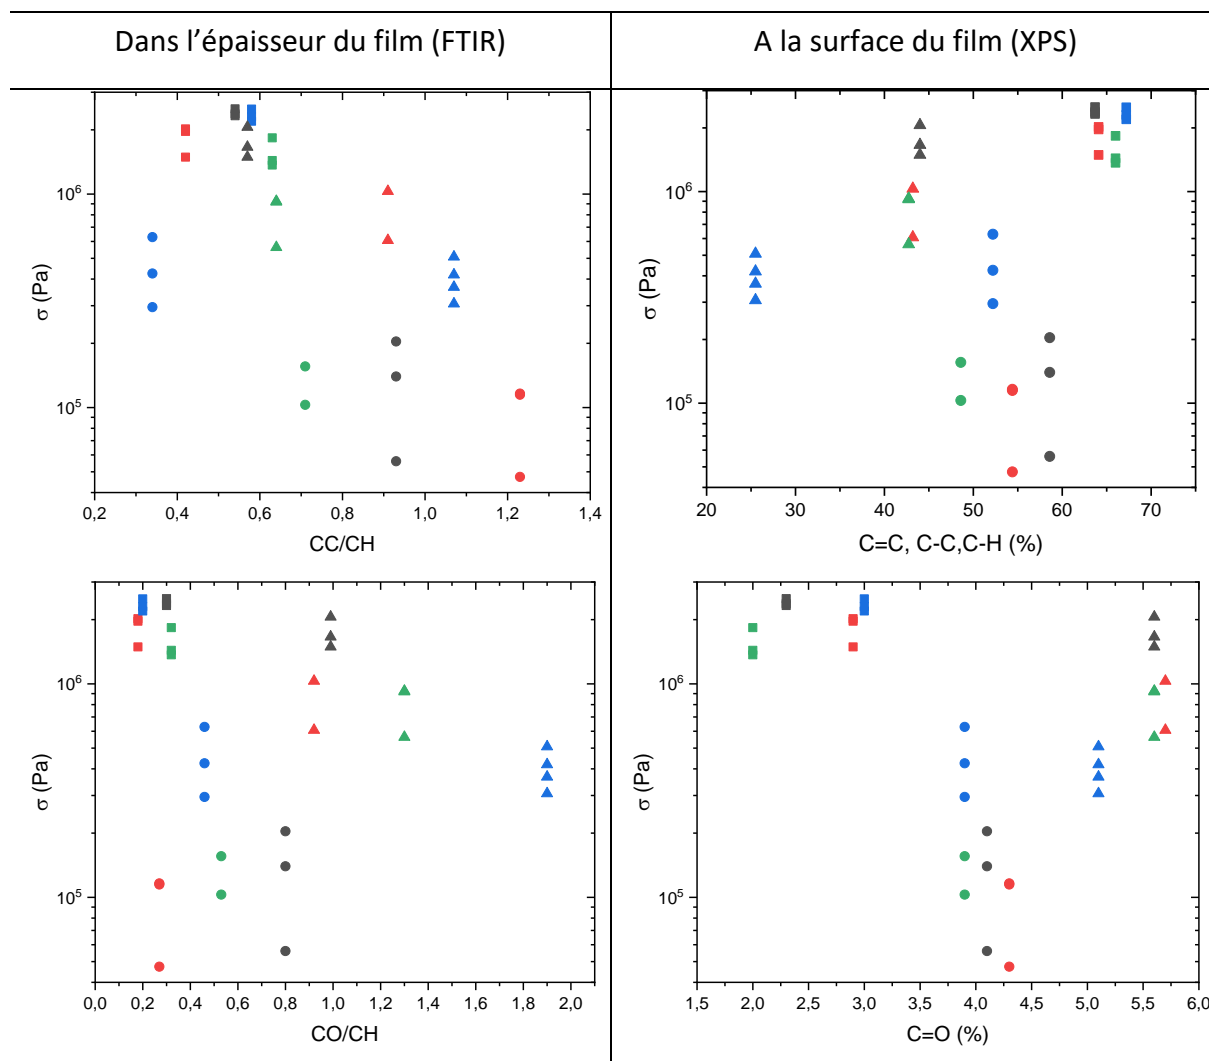 Dans l'épaisseur du film (FTIR)
A la surface du film (XPS)
σ (Pa)
10⁶
10⁵
0,2 0,4 0,6 0,8 1,0 1,2 1,4
CC/CH
σ (Pa)
10⁶
10⁵
20 30 40 50 60 70
C=C, C-C,C-H (%)
σ (Pa)
10⁶
10⁵
0,0 0,2 0,4 0,6 0,8 1,0 1,2 1,4 1,6 1,8 2,0
CO/CH
σ (Pa)
10⁶
10⁵
1,5 2,0 2,5 3,0 3,5 4,0 4,5 5,0 5,5 6,0
C=O (%)